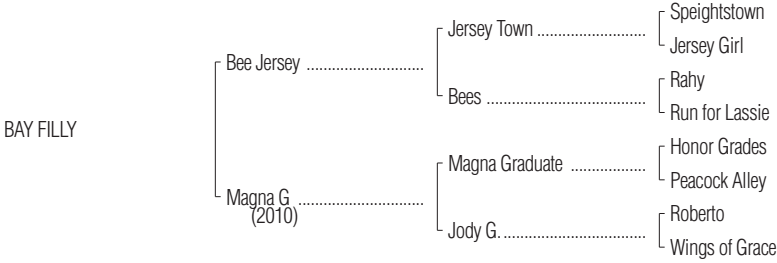 Speightstown
Jersey Town ..........................
Jersey Girl
Bee Jersey ............................
Rahy
Bees ......................................
Run for Lassie
BAY FILLY
Honor Grades
Magna Graduate ..................
Peacock Alley
Magna G ..............................
(2010)
Roberto
Jody G. ..................................
Wings of Grace